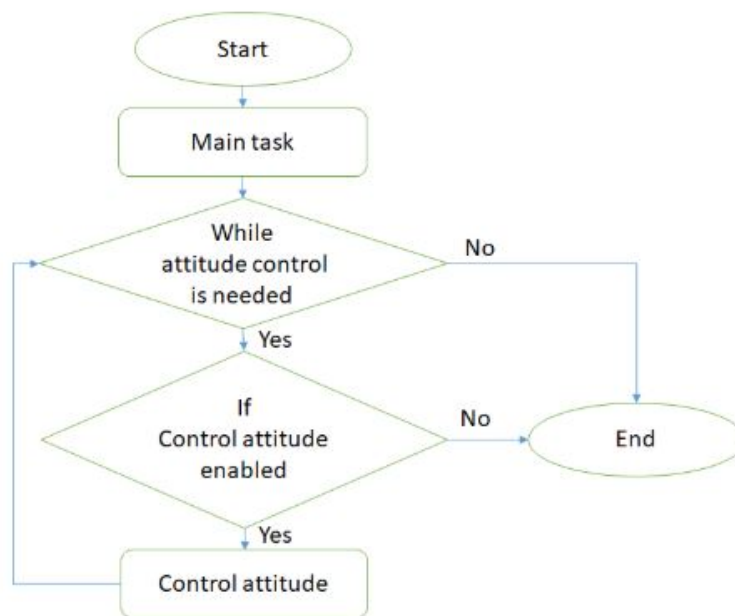 Start
Main task
While
attitude control
is needed
No
Yes
If
Control attitude
enabled
No
End
Yes
Control attitude